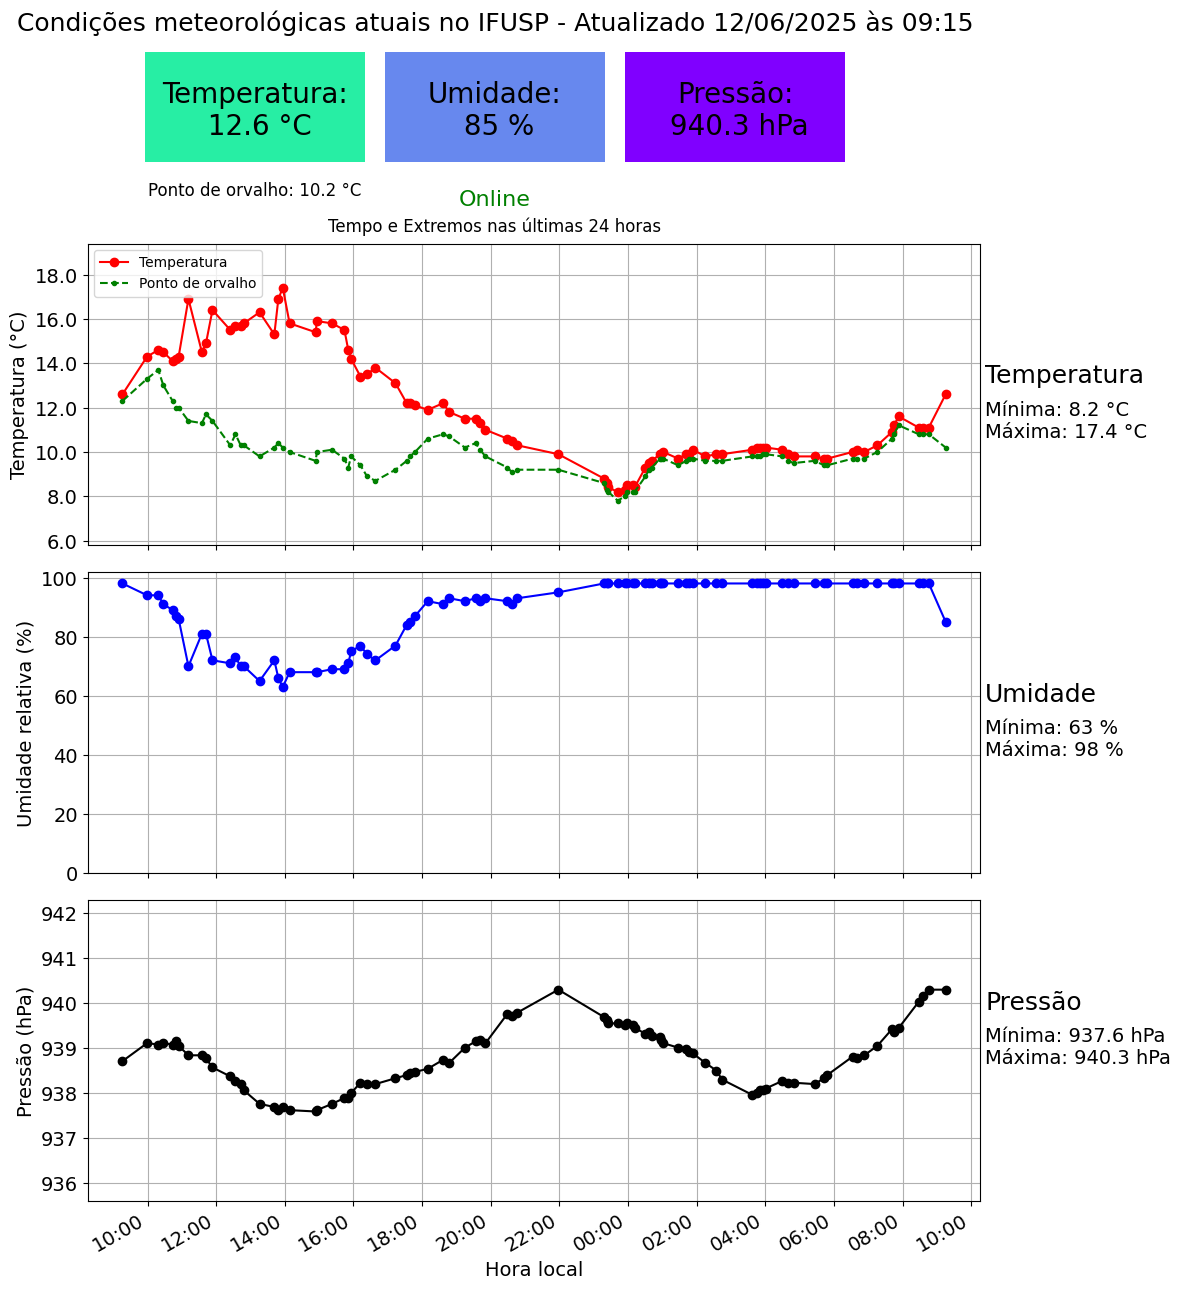 Condições meteorológicas atuais no IFUSP - Atualizado 12/06/2025 às 09:15
Temperatura:
12.6 °C
Umidade:
85 %
Pressão:
940.3 hPa
Ponto de orvalho: 10.2 °C
Online
Tempo e Extremos nas últimas 24 horas
Temperatura
Ponto de orvalho
Temperatura (°C)
18.0
16.0
14.0
12.0
10.0
8.0
6.0
Temperatura
Mínima: 8.2 °C
Máxima: 17.4 °C
Umidade relativa (%)
100
80
60
40
20
0
Umidade
Mínima: 63 %
Máxima: 98 %
Pressão (hPa)
942
941
940
939
938
937
936
Pressão
Mínima: 937.6 hPa
Máxima: 940.3 hPa
10:00 12:00 14:00 16:00 18:00 20:00 22:00 00:00 02:00 04:00 06:00 08:00 10:00
Hora local